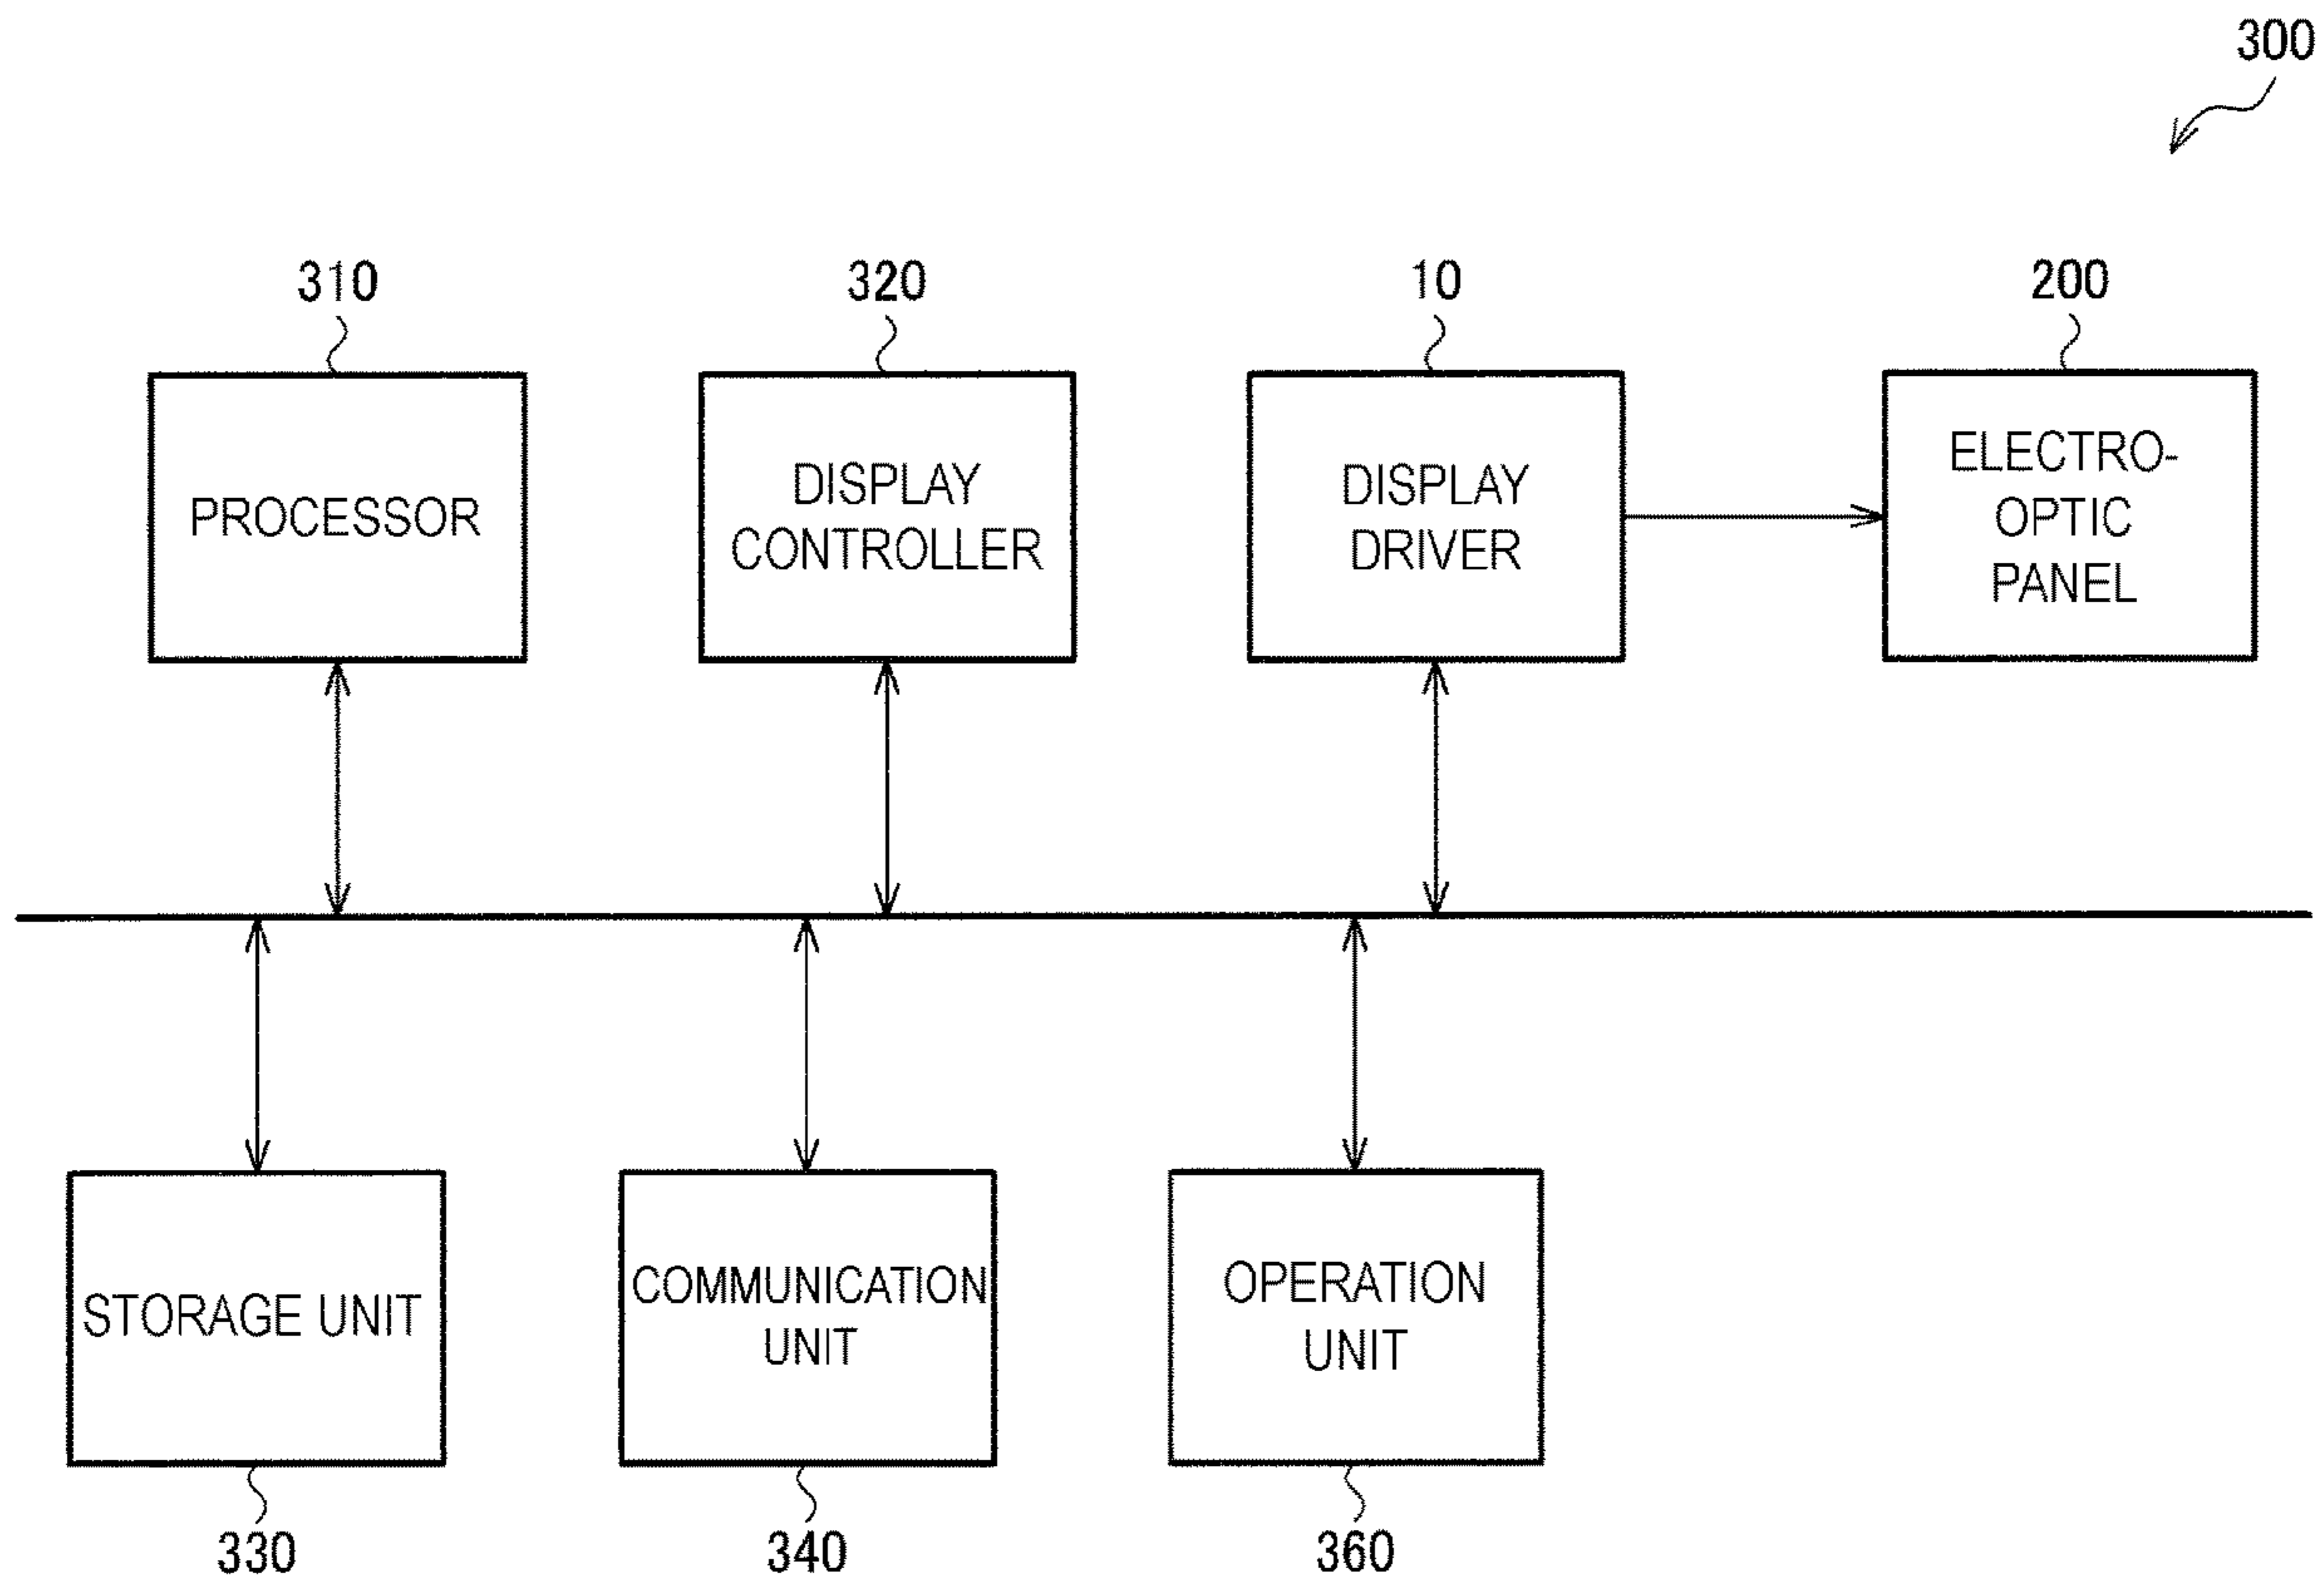 300
310
320
10
200
PROCESSOR
DISPLAY
CONTROLLER
DISPLAY
DRIVER
ELECTRO-
OPTIC
PANEL
STORAGE UNIT
COMMUNICATION
UNIT
OPERATION
UNIT
330
340
360